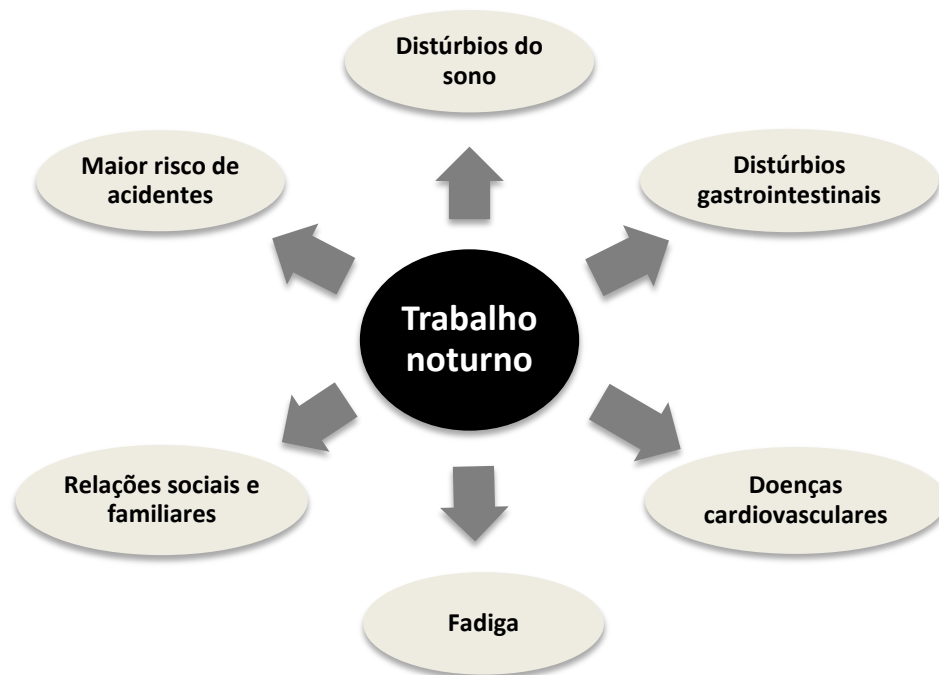 Distúrbios do
sono
Maior risco de
acidentes
Distúrbios
gastrointestinais
Trabalho
noturno
Relações sociais e
familiares
Doenças
cardiovasculares
Fadiga